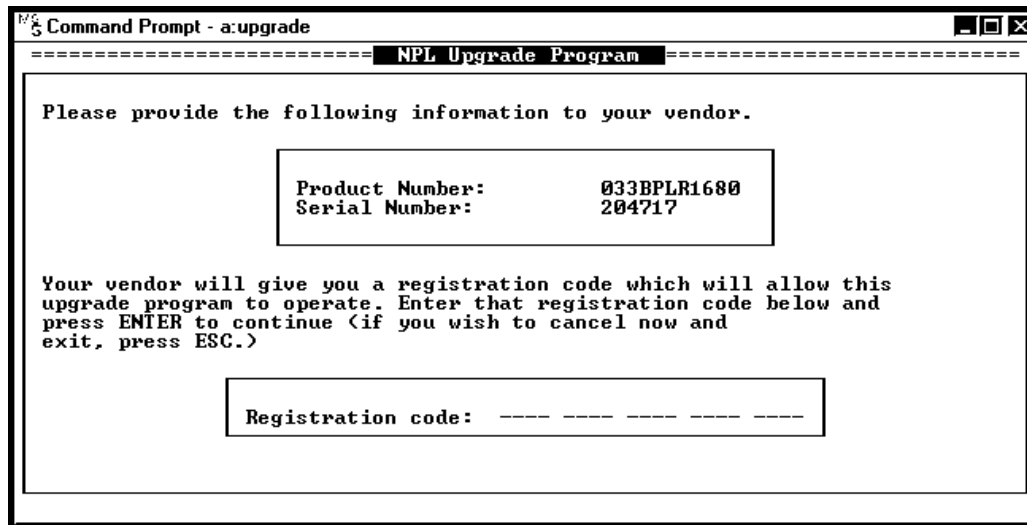 Command Prompt - a:upgrade
NPL Upgrade Program
Please provide the following information to your vendor.
Product Number: 033BPLR1680
Serial Number: 204717
Your vendor will give you a registration code which will allow this
upgrade program to operate. Enter that registration code below and
press ENTER to continue (if you wish to cancel now and
exit, press ESC.)
Registration code: ---- ---- ---- ---- ----